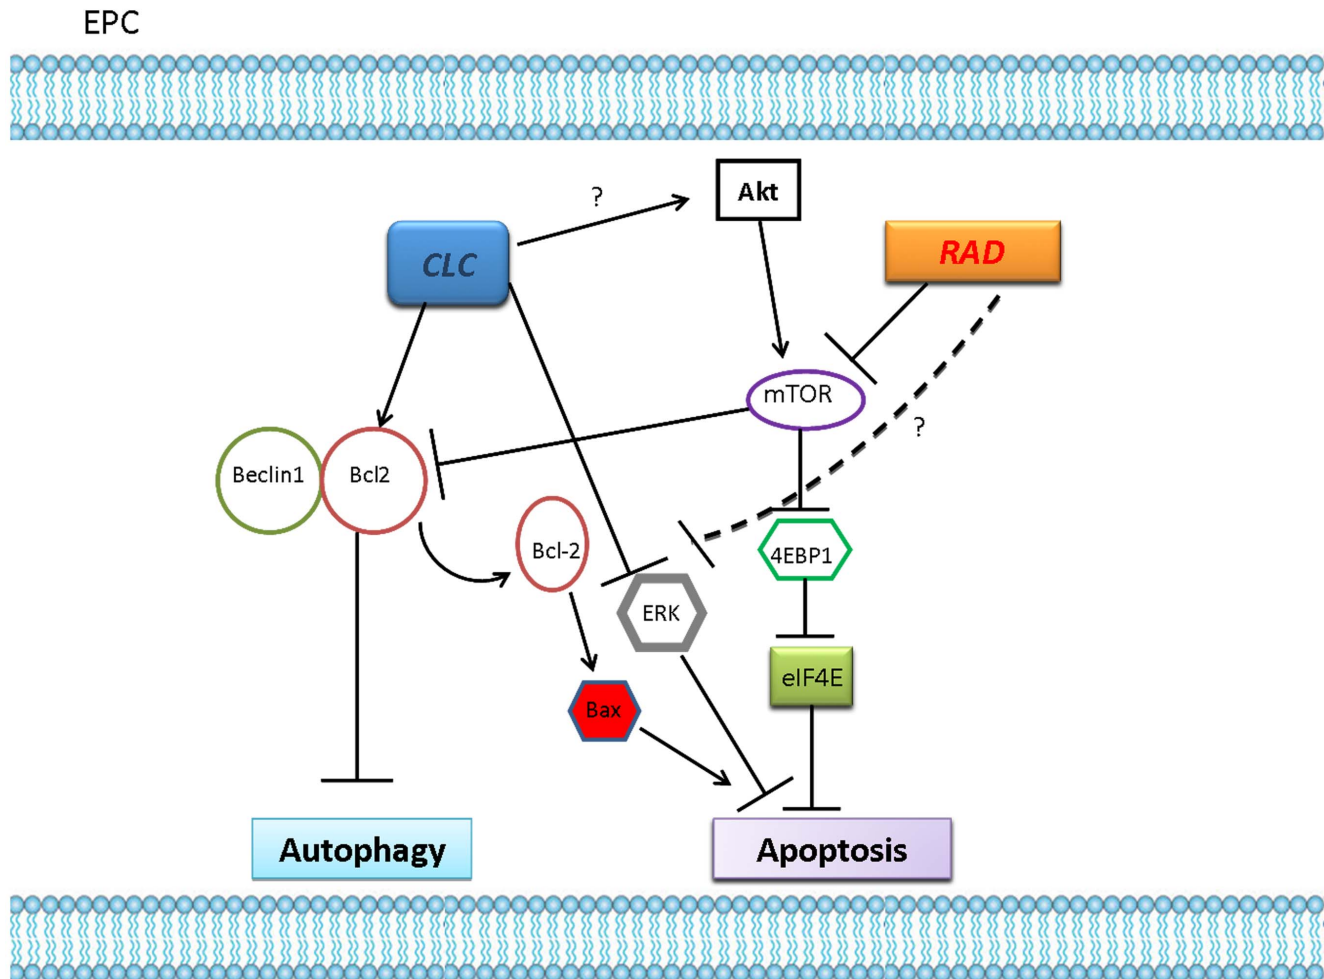 EPC
?
Akt
CLC
RAD
mTOR
?
Beclin1
Bcl2
Bcl-2
4EBP1
ERK
eIF4E
Bax
Autophagy
Apoptosis